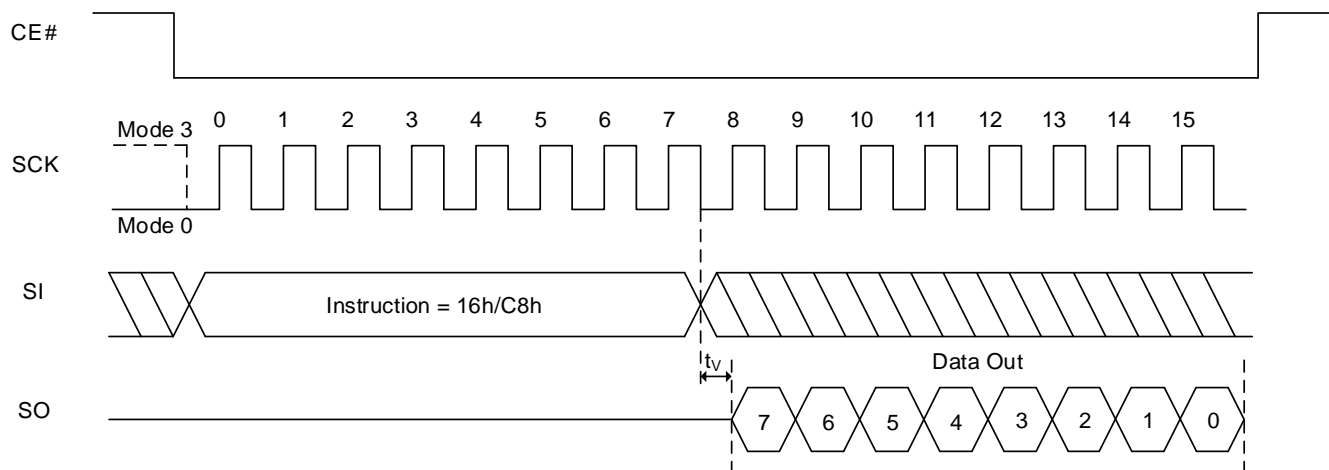 CE#
Mode 3 0 1 2 3 4 5 6 7 8 9 10 11 12 13 14 15
SCK
Mode 0
SI Instruction = 16h/C8h
tV Data Out
SO 7 6 5 4 3 2 1 0